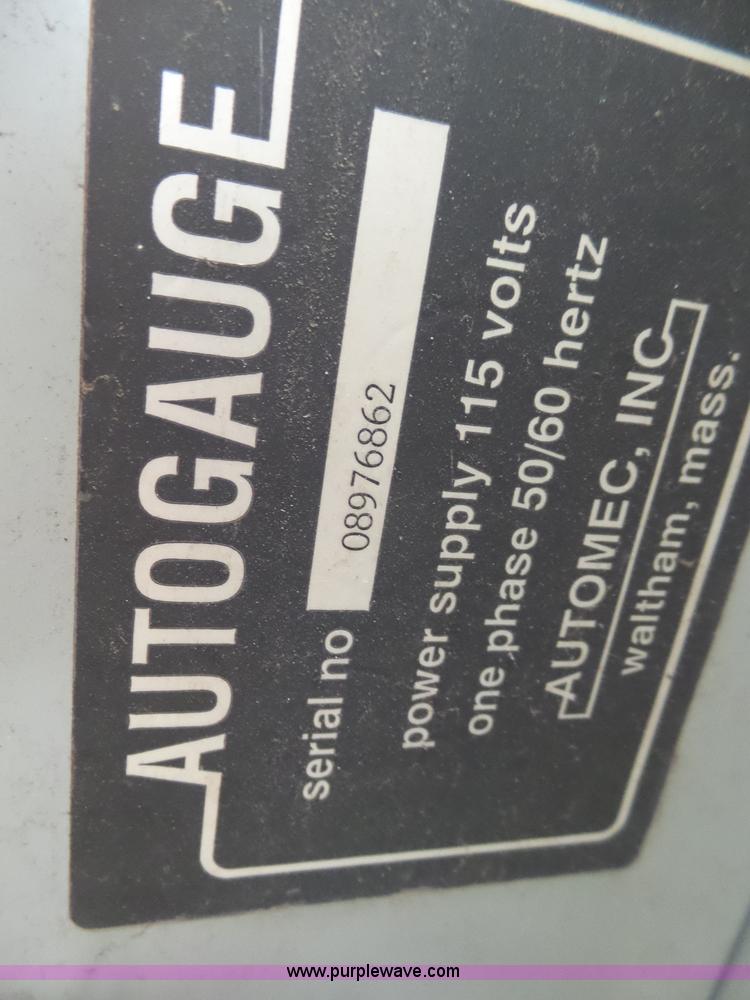 AUTOGAUGE
serial no 08976862
power supply 115 volts
one phase 50/60 hertz
AUTOMEC, INC
waltham, mass.
www.purplewave.com